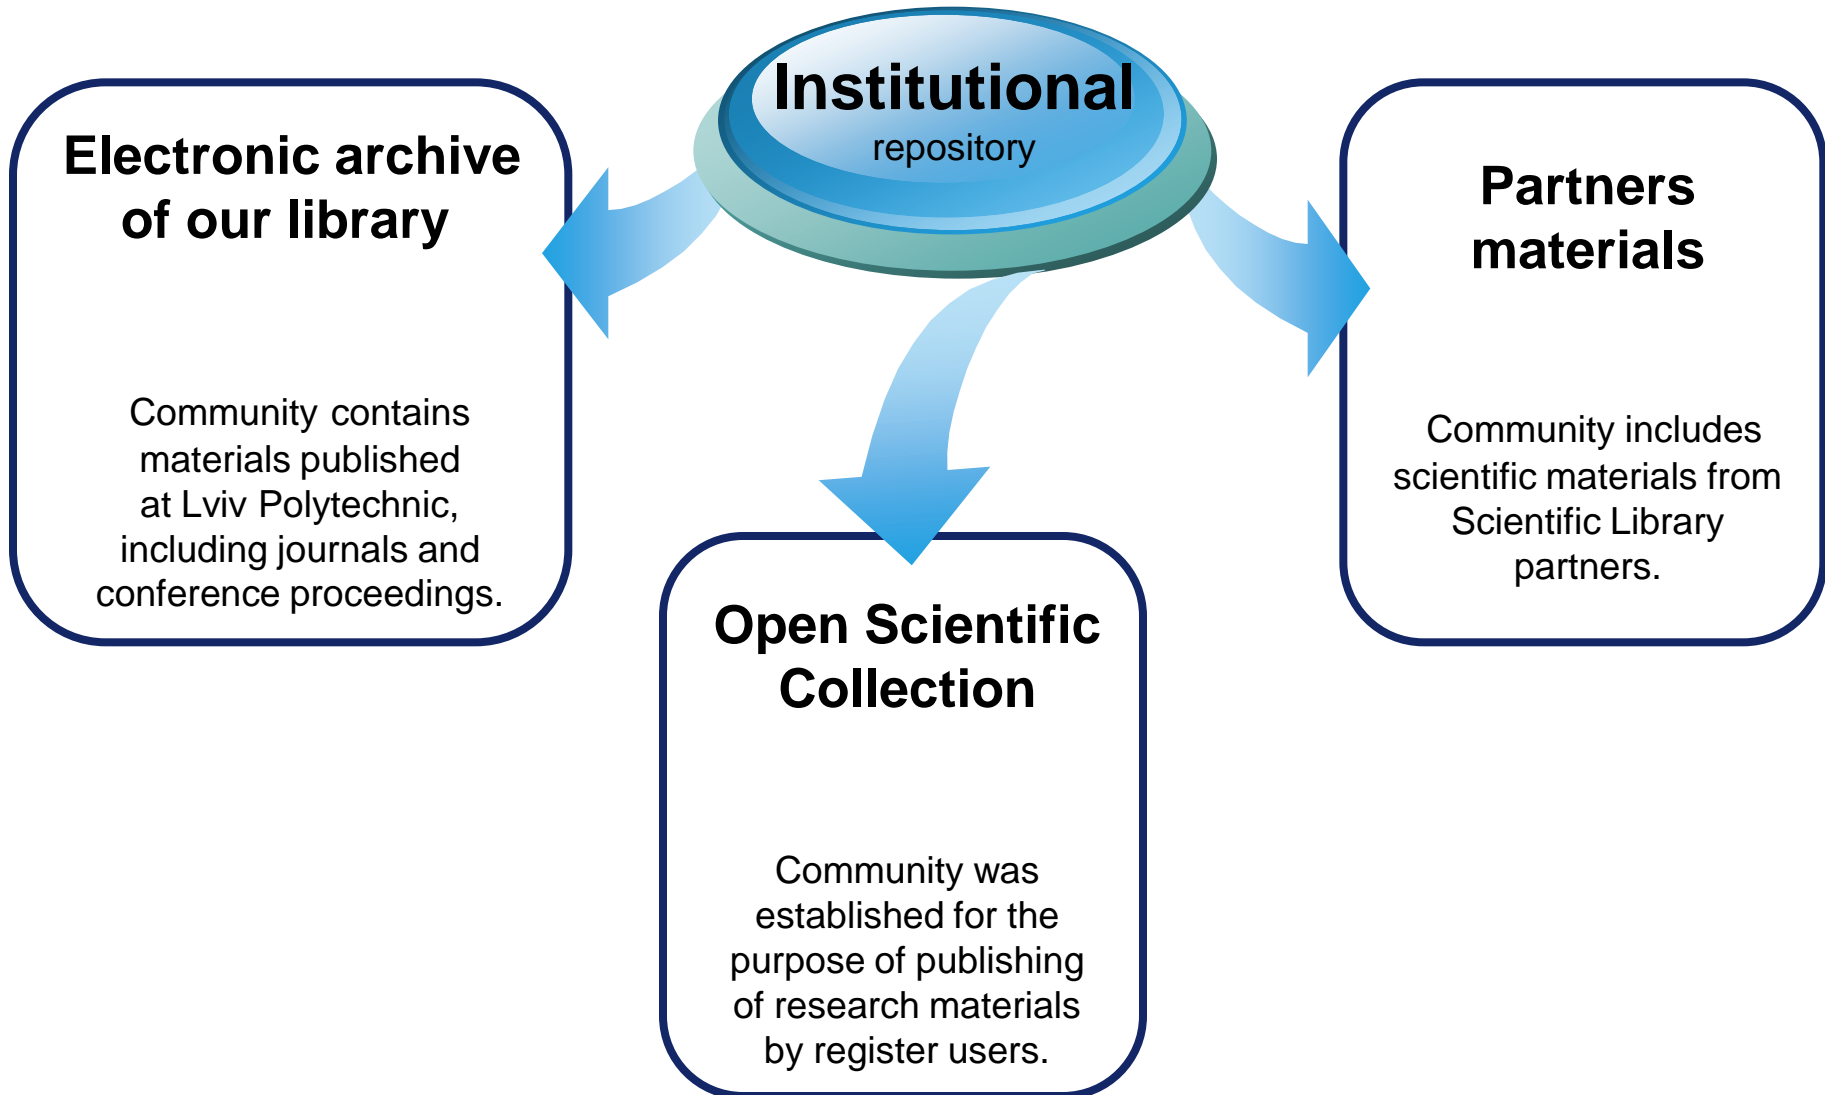 Institutional
repository
Electronic archive
of our library
Community contains
materials published
at Lviv Polytechnic,
including journals and
conference proceedings.
Open Scientific
Collection
Community was
established for the
purpose of publishing
of research materials
by register users.
Partners
materials
Community includes
scientific materials from
Scientific Library
partners.